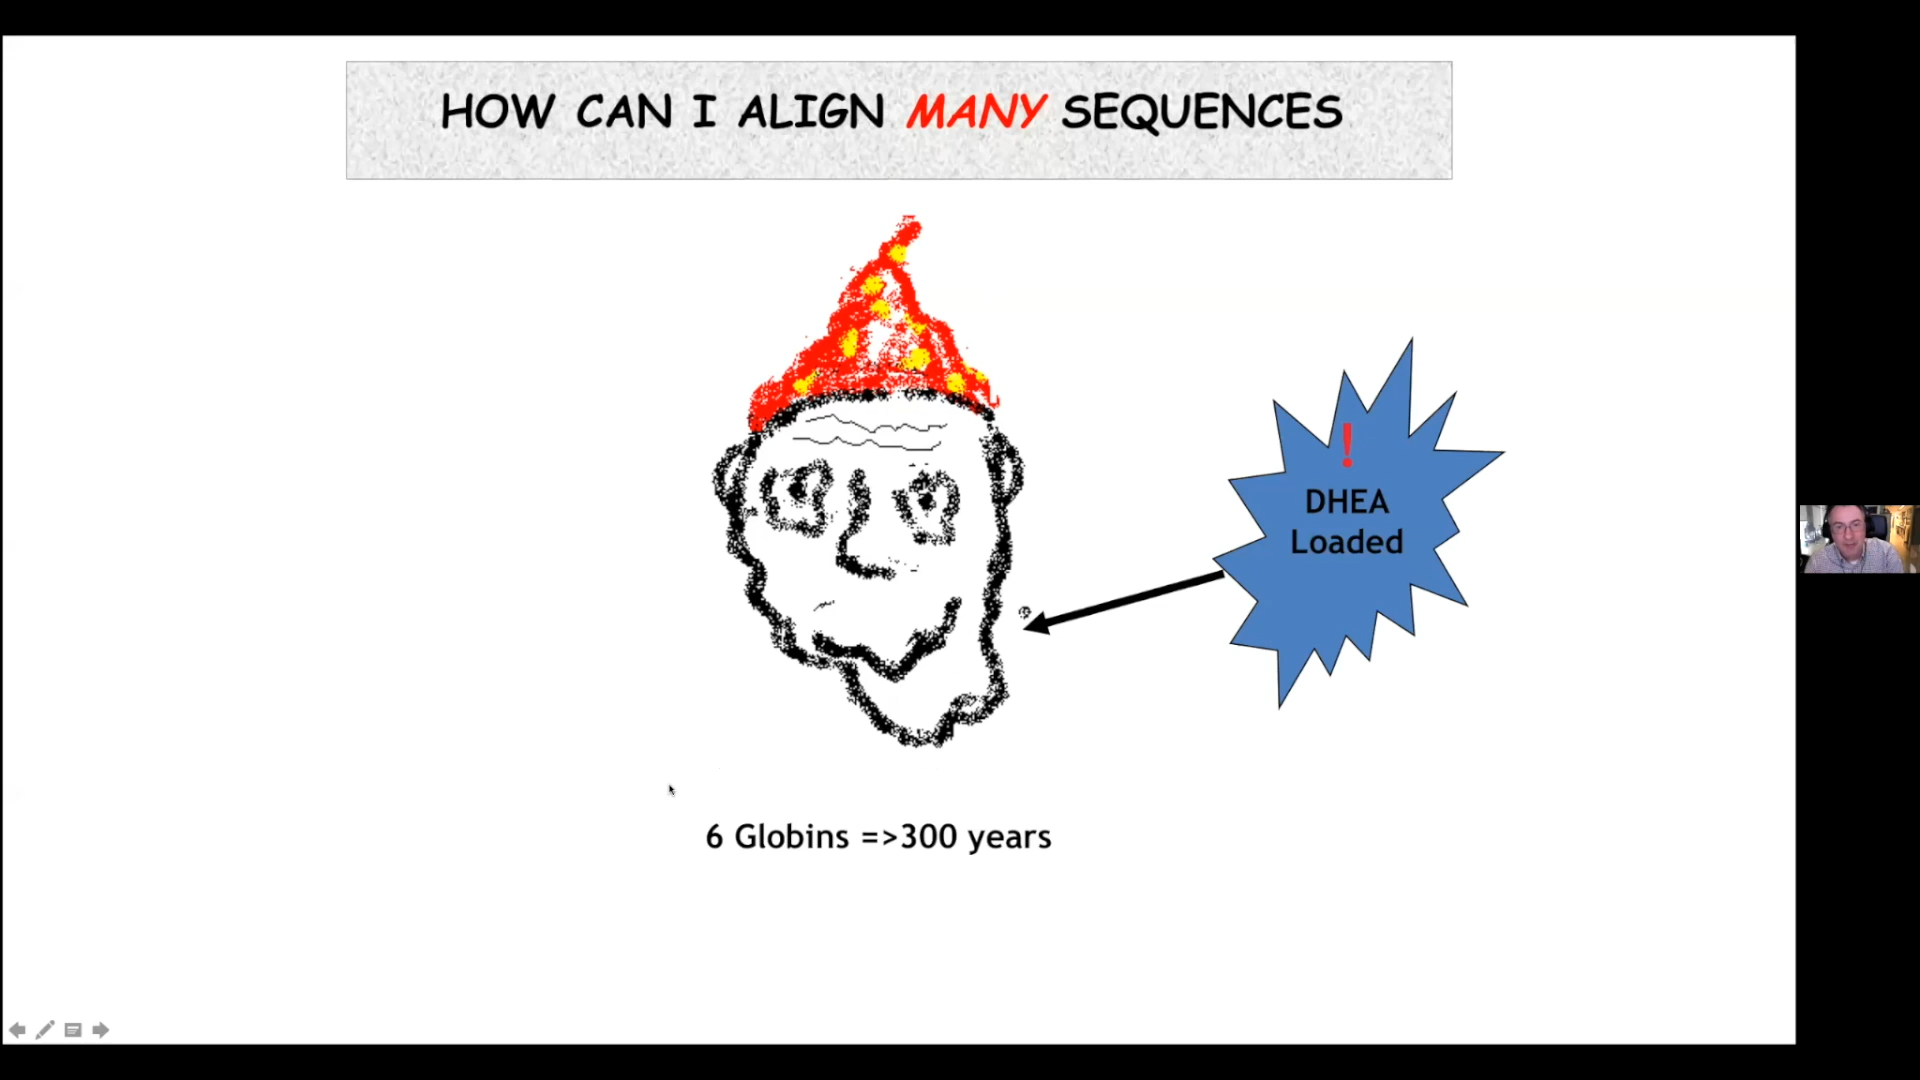 HOW CAN I ALIGN MANY SEQUENCES
!
DHEA
Loaded
6 Globins =>300 years